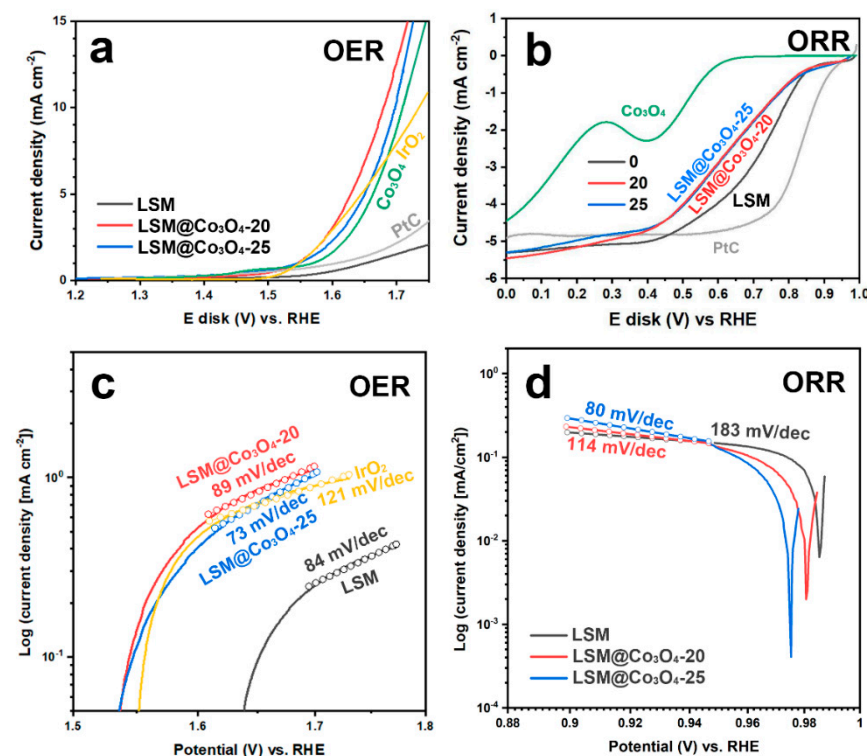 a
OER
Current density (mA cm⁻²)
15
10
5
0
LSM
LSM@Co₃O₄-20
LSM@Co₃O₄-25
Co₃O₄
IrO₂
PtC
1.2
1.3
1.4
1.5
1.6
1.7
E disk (V) vs. RHE
b
ORR
Current density (mA cm⁻²)
0
-1
-2
-3
-4
-5
-6
Co₃O₄
0
20
25
LSM@Co₃O₄-25
LSM@Co₃O₄-20
LSM
PtC
0.0
0.1
0.2
0.3
0.4
0.5
0.6
0.7
0.8
0.9
1.0
E disk (V) vs RHE
c
OER
Log (current density [mA cm⁻²])
10⁰
10⁻¹
LSM@Co₃O₄-20
89 mV/dec
IrO₂
121 mV/dec
73 mV/dec
LSM@Co₃O₄-25
84 mV/dec
LSM
1.5
1.6
1.7
1.8
Potential (V) vs. RHE
d
ORR
Log (current density [mA/cm²])
10¹
10⁰
10⁻¹
10⁻²
10⁻³
10⁻⁴
80 mV/dec
183 mV/dec
114 mV/dec
LSM
LSM@Co₃O₄-20
LSM@Co₃O₄-25
0.88
0.9
0.92
0.94
0.96
0.98
1
Potential (V) vs. RHE